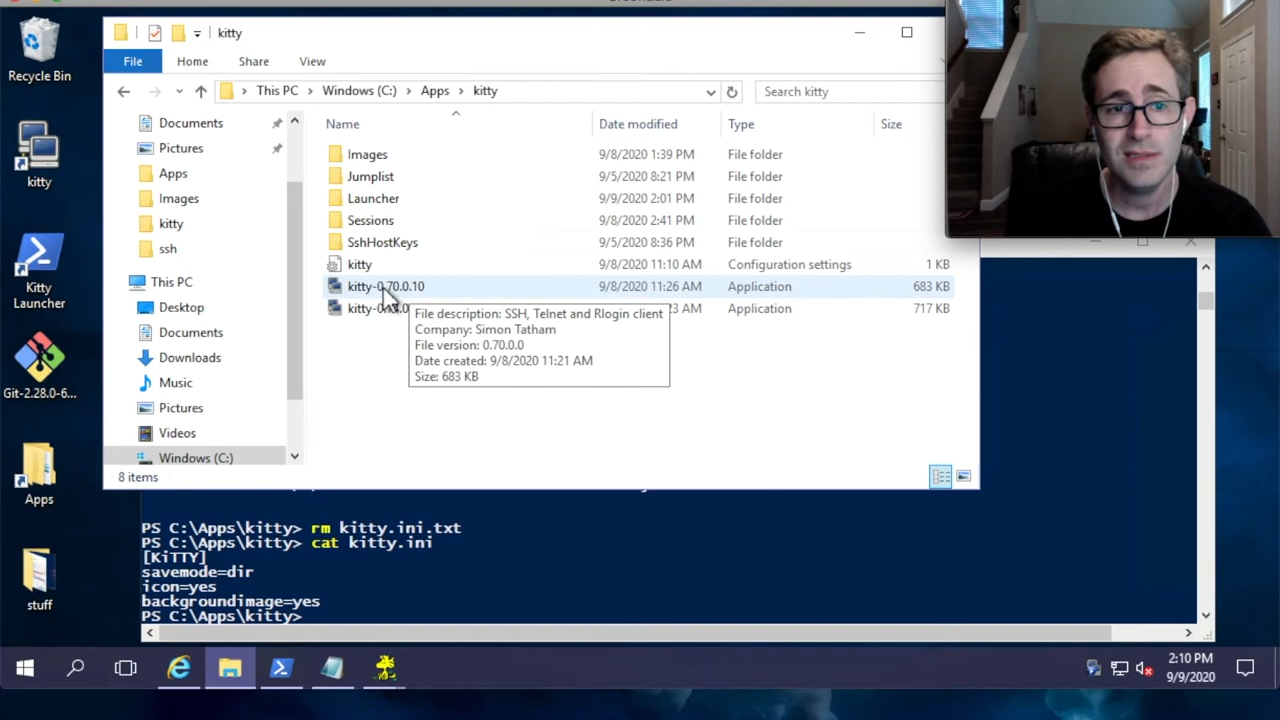 kitty
File
Home
Share
View
This PC
Windows (C:)
Apps
kitty
Search kitty
Name
Date modified
Type
Size
Images
9/8/2020 1:39 PM
File folder
Jumplist
9/5/2020 8:21 PM
File folder
Launcher
9/9/2020 2:01 PM
File folder
Sessions
9/8/2020 2:41 PM
File folder
SshHostKeys
9/5/2020 8:36 PM
File folder
kitty
9/8/2020 11:10 AM
Configuration settings
1 KB
kitty-0.70.0.10
9/8/2020 11:26 AM
Application
683 KB
23 AM
Application
717 KB
File description: SSH, Telnet and Rlogin client
Company: Simon Tatham
File version: 0.70.0.0
Date created: 9/8/2020 11:21 AM
Size: 683 KB
Documents
Pictures
Apps
Images
kitty
ssh
This PC
Desktop
Documents
Downloads
Music
Pictures
Videos
Windows (C:)
8 items
Recycle Bin
kitty
Kitty
Launcher
Git-2.28.0-6...
Apps
stuff
PS C:\Apps\kitty> rm kitty.ini.txt
PS C:\Apps\kitty> cat kitty.ini
[KiTTY]
savemode=dir
icon=yes
backgroundimage=yes
PS C:\Apps\kitty>
2:10 PM
9/9/2020